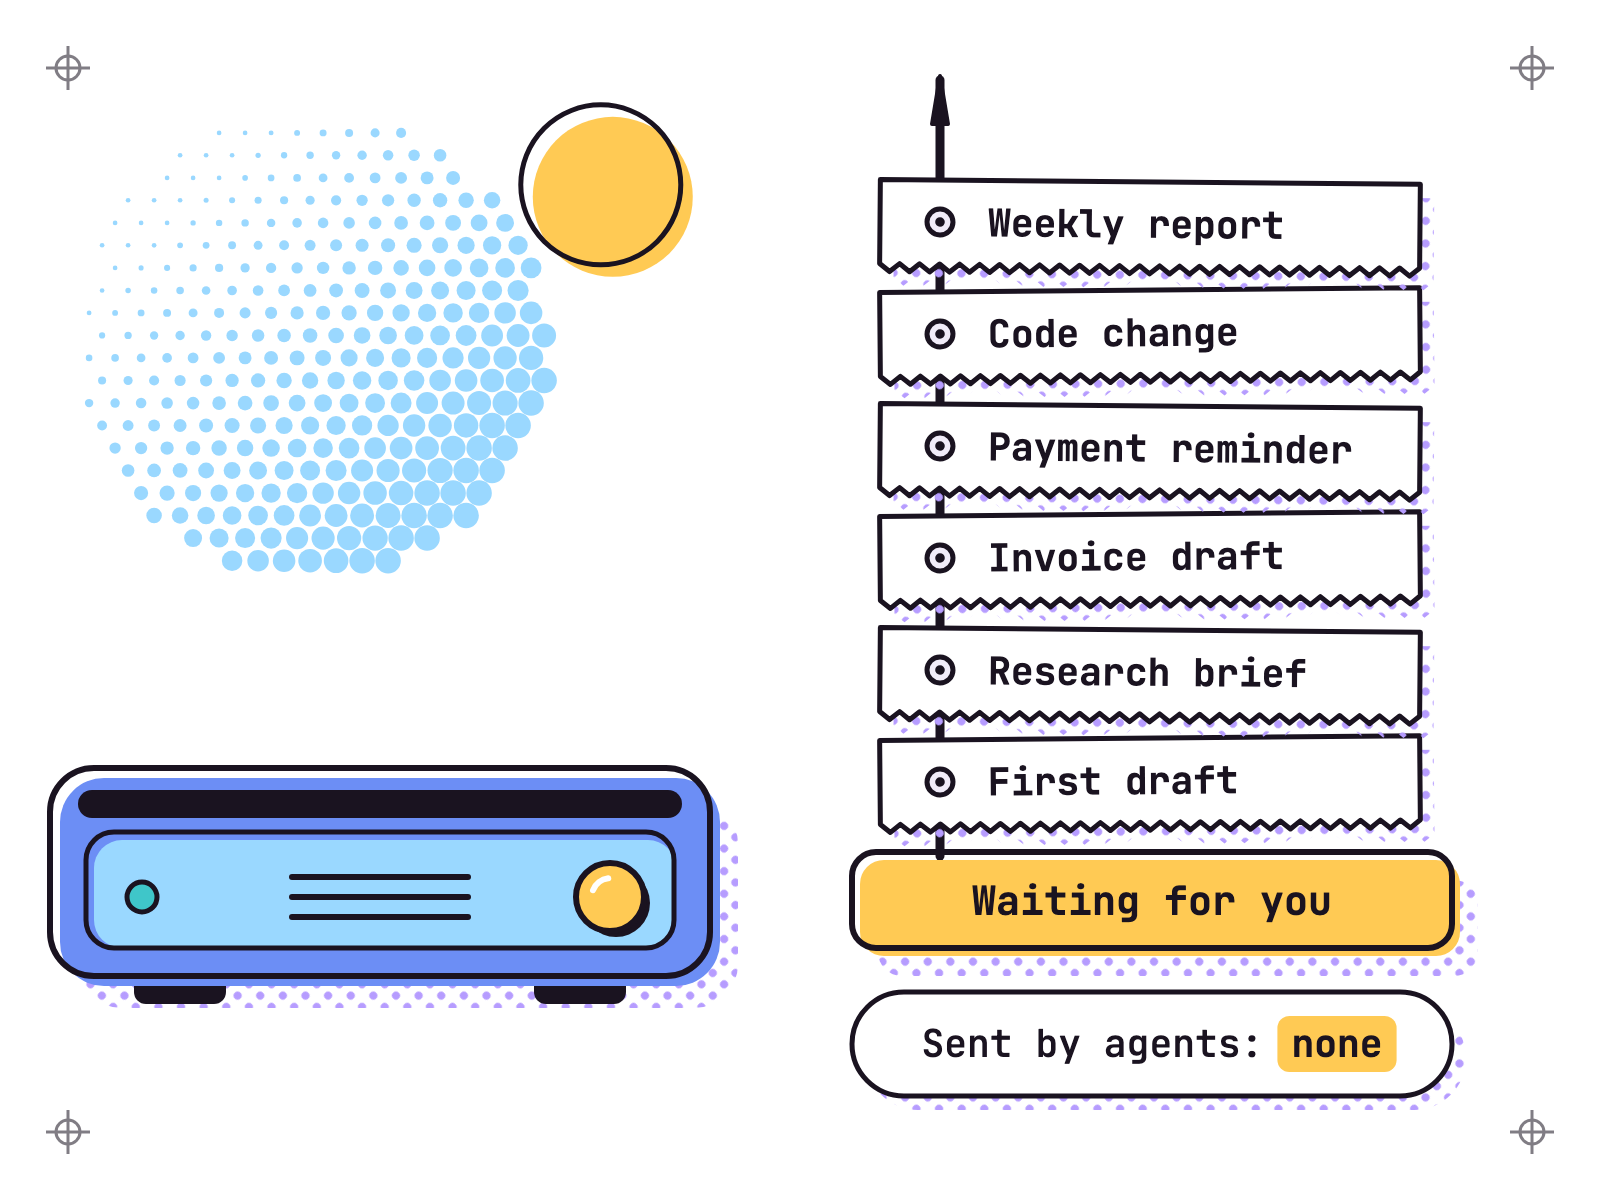 Weekly report
Code change
Payment reminder
Invoice draft
Research brief
First draft
Waiting for you
Sent by agents: none